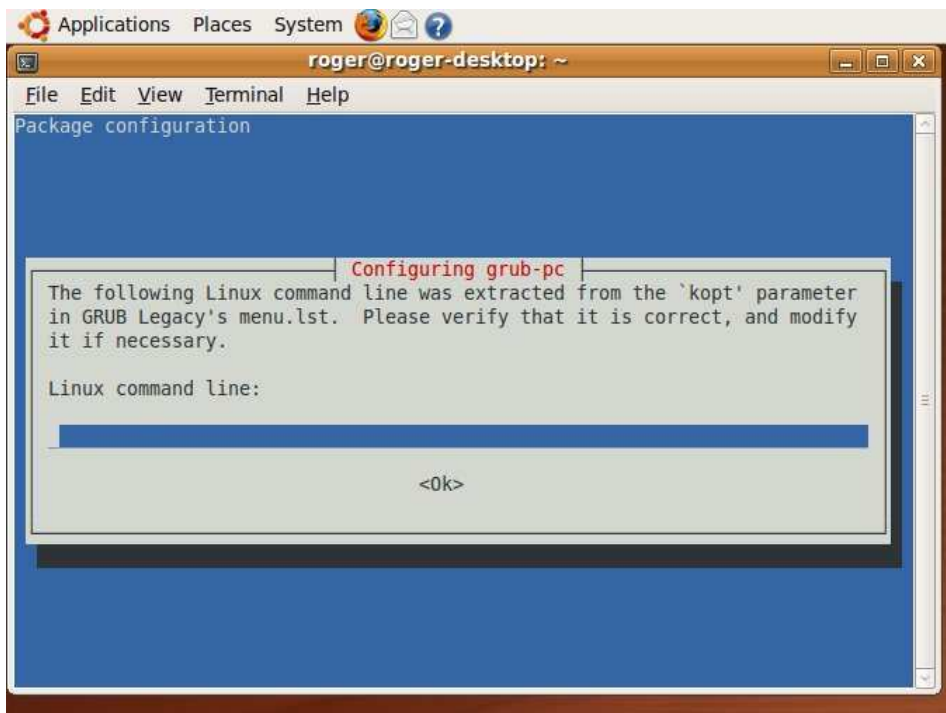 Applications Places System
roger@roger-desktop: ~
File Edit View Terminal Help
Package configuration
Configuring grub-pc
The following Linux command line was extracted from the `kopt' parameter
in GRUB Legacy's menu.lst.  Please verify that it is correct, and modify
it if necessary.
Linux command line:
<Ok>